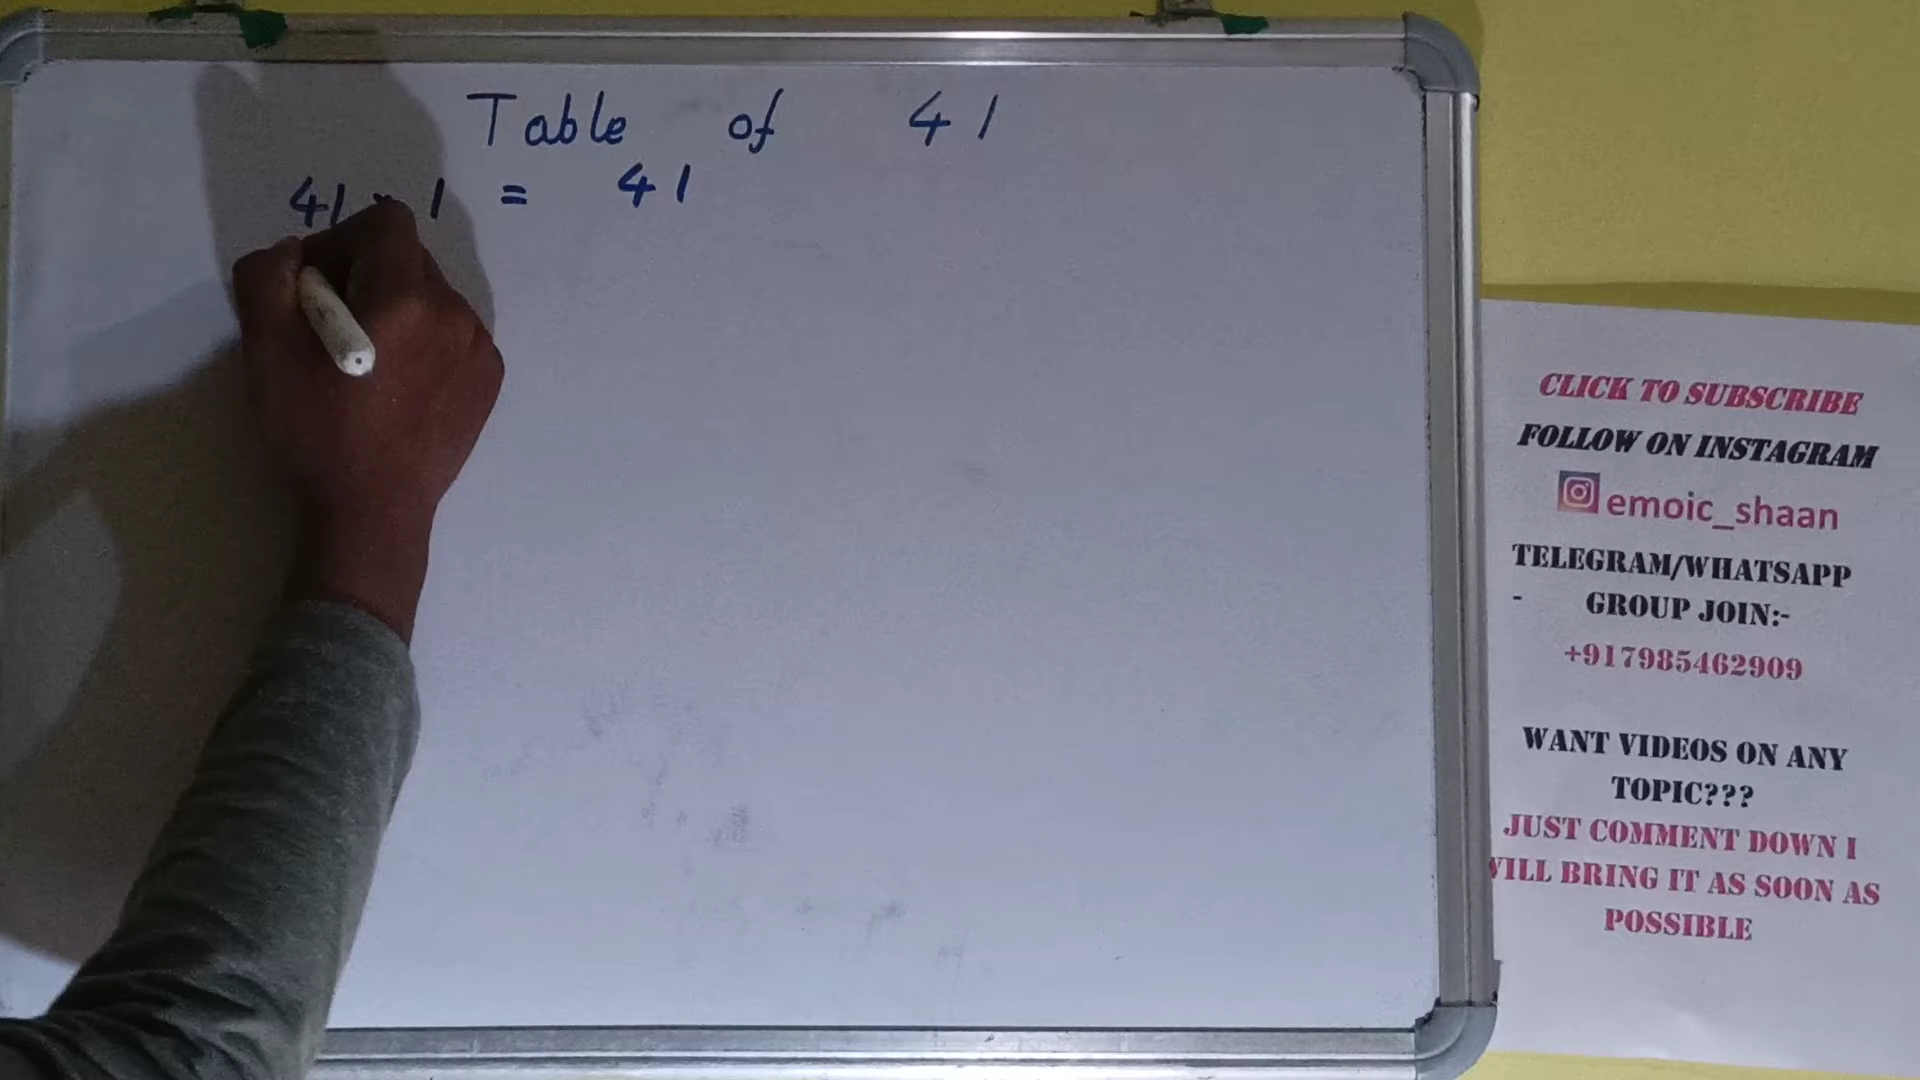 Table of 41
41 × 1 = 41
CLICK TO SUBSCRIBE
FOLLOW ON INSTAGRAM
emoic_shaan
TELEGRAM/WHATSAPP
- GROUP JOIN:-
+917985462909
WANT VIDEOS ON ANY
TOPIC???
JUST COMMENT DOWN I
WILL BRING IT AS SOON AS
POSSIBLE